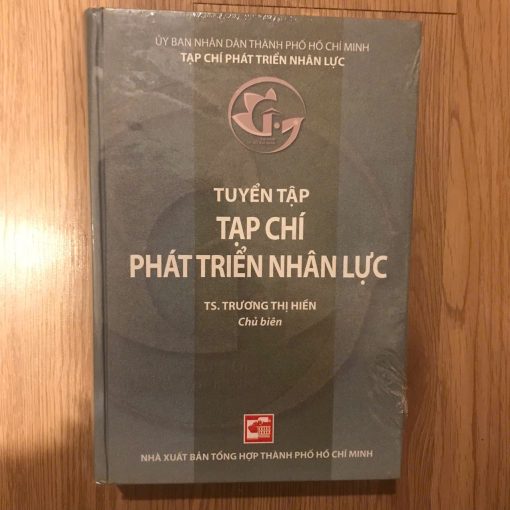 ỦY BAN NHÂN DÂN THÀNH PHỐ HỒ CHÍ MINH
TẠP CHÍ PHÁT TRIỂN NHÂN LỰC
TUYỂN TẬP
TẠP CHÍ
PHÁT TRIỂN NHÂN LỰC
TS. TRƯƠNG THỊ HIỀN
Chủ biên
NHÀ XUẤT BẢN TỔNG HỢP THÀNH PHỐ HỒ CHÍ MINH